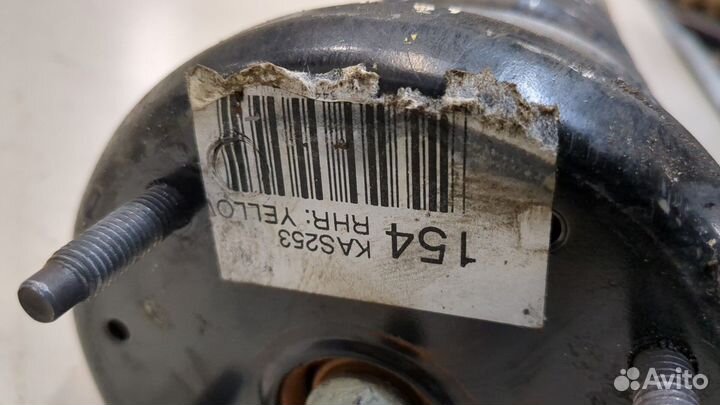 154
KAS253
RHR: YELLO
Avito